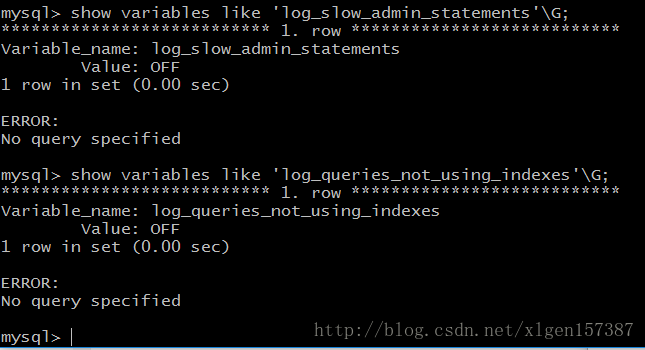 mysql> show variables like 'log_slow_admin_statements'\G;
*************************** 1. row ***************************
Variable_name: log_slow_admin_statements
        Value: OFF
1 row in set (0.00 sec)

ERROR:
No query specified

mysql> show variables like 'log_queries_not_using_indexes'\G;
*************************** 1. row ***************************
Variable_name: log_queries_not_using_indexes
        Value: OFF
1 row in set (0.00 sec)

ERROR:
No query specified

mysql>
http://blog.csdn.net/xlgen157387